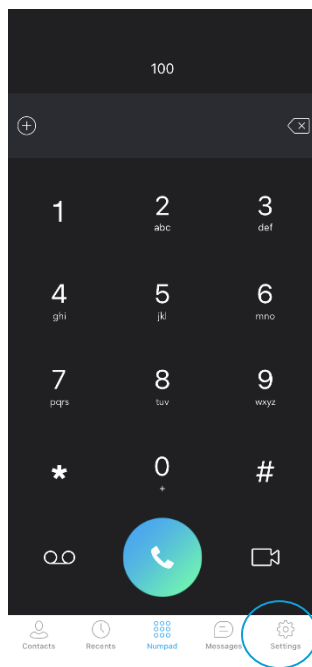 100
1 2 3
abc def
4 5 6
ghi jkl mno
7 8 9
pqrs tuv wxyz
* 0 #
+
Contacts Recents Numpad Messages Settings